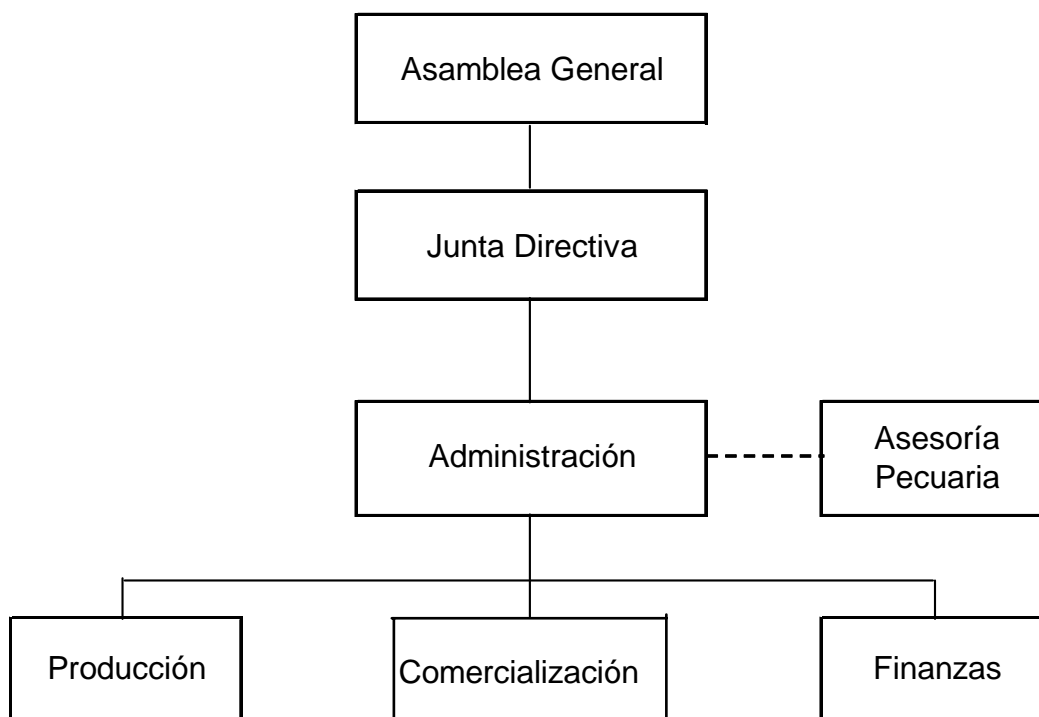 Asamblea General
Junta Directiva
Administración
Asesoría
Pecuaria
Producción
Comercialización
Finanzas